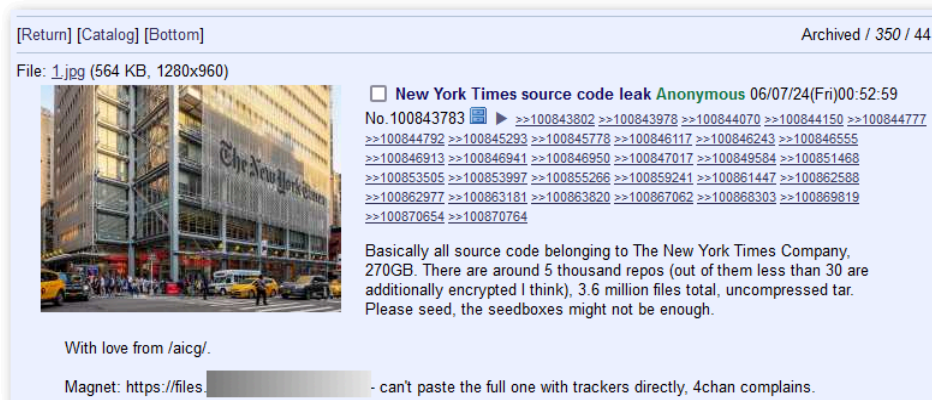 [Return] [Catalog] [Bottom] Archived / 350 / 44
File: 1.jpg (564 KB, 1280x960)
New York Times source code leak Anonymous 06/07/24(Fri)00:52:59
No.100843783 >>100843802 >>100843978 >>100844070 >>100844150 >>100844777
>>100844792 >>100845293 >>100845778 >>100846117 >>100846243 >>100846555
>>100846913 >>100846941 >>100846950 >>100847017 >>100849584 >>100851468
>>100853505 >>100853997 >>100855266 >>100859241 >>100861447 >>100862588
>>100862977 >>100863181 >>100863820 >>100867062 >>100868303 >>100869819
>>100870654 >>100870764
The New York Times
Basically all source code belonging to The New York Times Company,
270GB. There are around 5 thousand repos (out of them less than 30 are
additionally encrypted I think), 3.6 million files total, uncompressed tar.
Please seed, the seedboxes might not be enough.
With love from /aicg/.
Magnet: https://files. - can't paste the full one with trackers directly, 4chan complains.